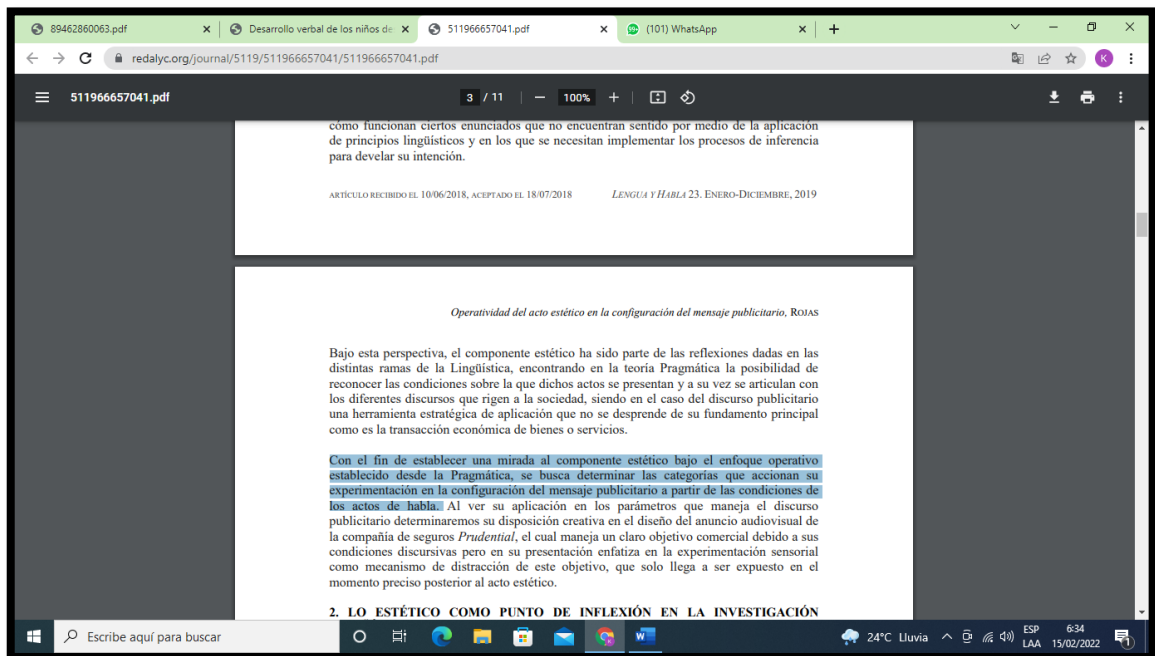 89462860063.pdf
Desarrollo verbal de los niños de
511966657041.pdf
(101) WhatsApp
redalyc.org/journal/5119/511966657041/511966657041.pdf
K
511966657041.pdf
3 / 11
100%
cómo funcionan ciertos enunciados que no encuentran sentido por medio de la aplicación
de principios lingüísticos y en los que se necesitan implementar los procesos de inferencia
para develar su intención.
ARTÍCULO RECIBIDO EL 10/06/2018, ACEPTADO EL 18/07/2018 LENGUA Y HABLA 23. ENERO-DICIEMBRE, 2019
Operatividad del acto estético en la configuración del mensaje publicitario, ROJAS
Bajo esta perspectiva, el componente estético ha sido parte de las reflexiones dadas en las
distintas ramas de la Lingüística, encontrando en la teoría Pragmática la posibilidad de
reconocer las condiciones sobre la que dichos actos se presentan y a su vez se articulan con
los diferentes discursos que rigen a la sociedad, siendo en el caso del discurso publicitario
una herramienta estratégica de aplicación que no se desprende de su fundamento principal
como es la transacción económica de bienes o servicios.
Con el fin de establecer una mirada al componente estético bajo el enfoque operativo
establecido desde la Pragmática, se busca determinar las categorías que accionan su
experimentación en la configuración del mensaje publicitario a partir de las condiciones de
los actos de habla. Al ver su aplicación en los parámetros que maneja el discurso
publicitario determinaremos su disposición creativa en el diseño del anuncio audiovisual de
la compañía de seguros Prudential, el cual maneja un claro objetivo comercial debido a sus
condiciones discursivas pero en su presentación enfatiza en la experimentación sensorial
como mecanismo de distracción de este objetivo, que solo llega a ser expuesto en el
momento preciso posterior al acto estético.
2. LO ESTÉTICO COMO PUNTO DE INFLEXIÓN EN LA INVESTIGACIÓN
Escribe aquí para buscar
24°C Lluvia
ESP
LAA
6:34
15/02/2022